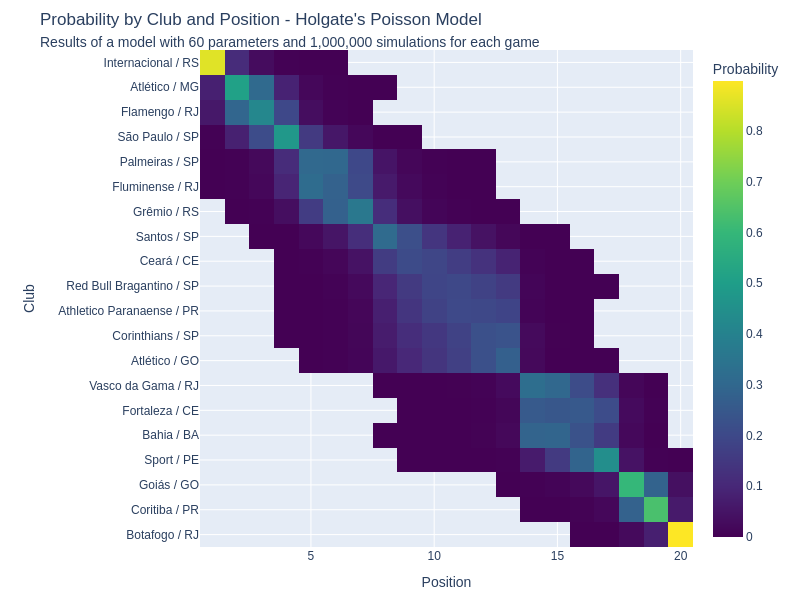 Probability by Club and Position - Holgate's Poisson Model
Results of a model with 60 parameters and 1,000,000 simulations for each game
Probability
Club
Internacional / RS
Atlético / MG
Flamengo / RJ
São Paulo / SP
Palmeiras / SP
Fluminense / RJ
Grêmio / RS
Santos / SP
Ceará / CE
Red Bull Bragantino / SP
Athletico Paranaense / PR
Corinthians / SP
Atlético / GO
Vasco da Gama / RJ
Fortaleza / CE
Bahia / BA
Sport / PE
Goiás / GO
Coritiba / PR
Botafogo / RJ
5
10
15
20
Position
0.8
0.7
0.6
0.5
0.4
0.3
0.2
0.1
0